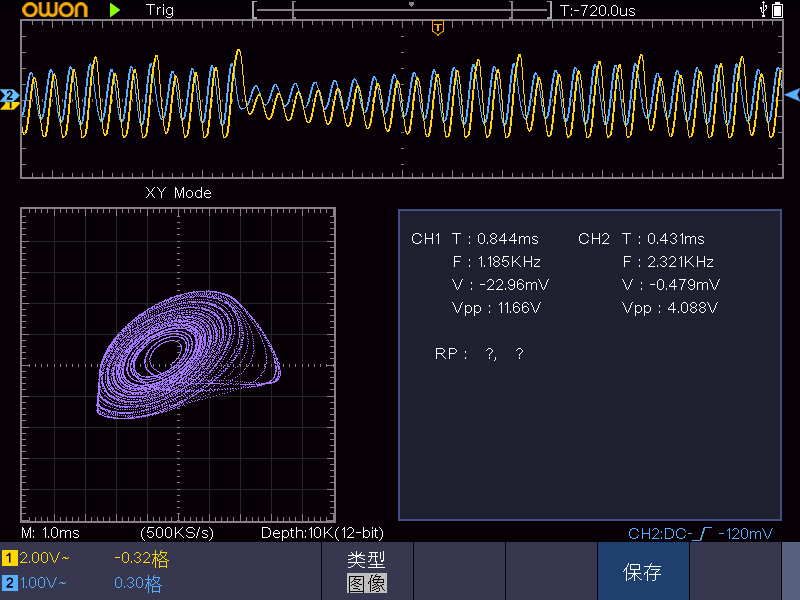 OWON Trig T:-720.0us
T
2
1
XY Mode
CH1 T : 0.844ms CH2 T : 0.431ms
F : 1.185KHz F : 2.321KHz
V : -22.96mV V : -0.479mV
Vpp : 11.66V Vpp : 4.088V
RP : ?, ?
M: 1.0ms (500KS/s) Depth:10K(12-bit)
CH2:DC- -120mV
1 2.00V~ -0.32格
2 1.00V~ 0.30格
类型
图像
保存